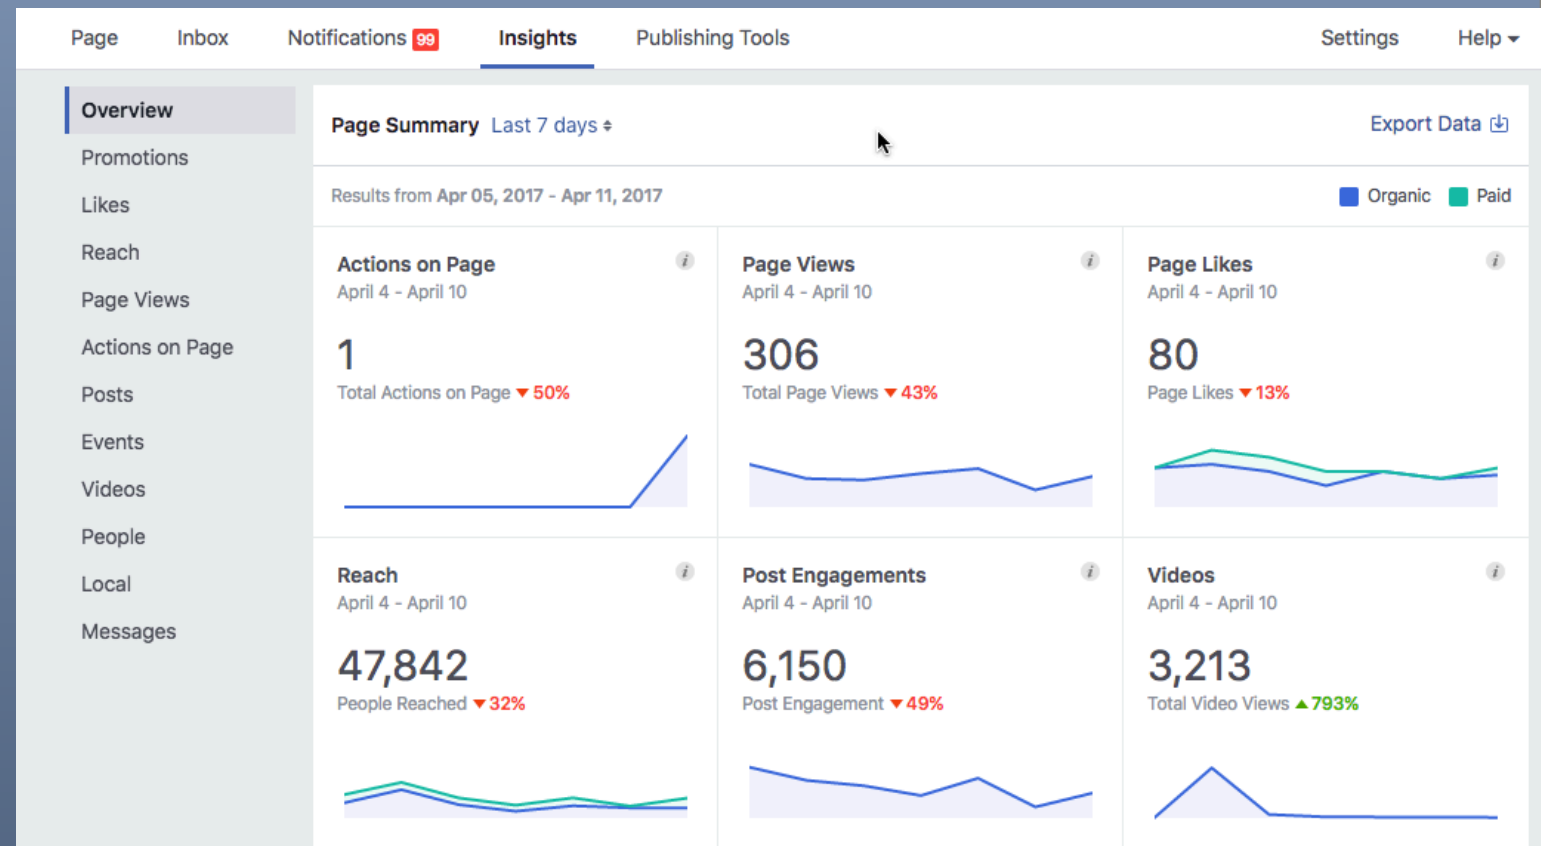 Page Inbox Notifications 99 Insights Publishing Tools Settings Help
Overview
Promotions
Likes
Reach
Page Views
Actions on Page
Posts
Events
Videos
People
Local
Messages
Page Summary Last 7 days Export Data
Results from Apr 05, 2017 - Apr 11, 2017 Organic Paid
Actions on Page i
April 4 - April 10
1
Total Actions on Page 50%
Page Views i
April 4 - April 10
306
Total Page Views 43%
Page Likes i
April 4 - April 10
80
Page Likes 13%
Reach i
April 4 - April 10
47,842
People Reached 32%
Post Engagements i
April 4 - April 10
6,150
Post Engagement 49%
Videos i
April 4 - April 10
3,213
Total Video Views 793%